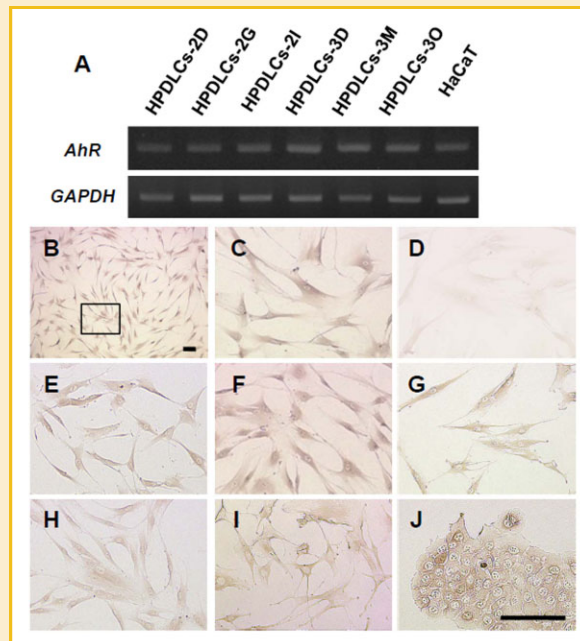 A
HPDLCs-2D
HPDLCs-2G
HPDLCs-2I
HPDLCs-3D
HPDLCs-3M
HPDLCs-3O
HaCaT
AhR
GAPDH
B
C
D
E
F
G
H
I
J